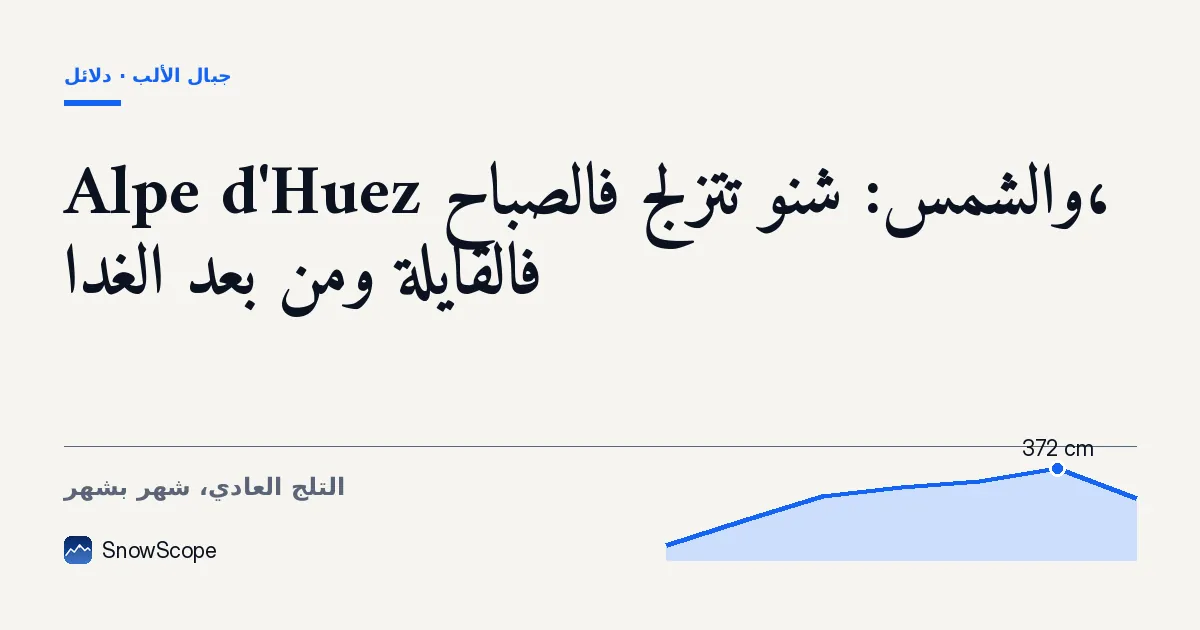 جبال الألب · دلائل
Alpe d'Huez والشمس: شنو تتزلج فالصباح،
فالقايلة ومن بعد الغدا
372 cm
التلج العادي، شهر بشهر
SnowScope